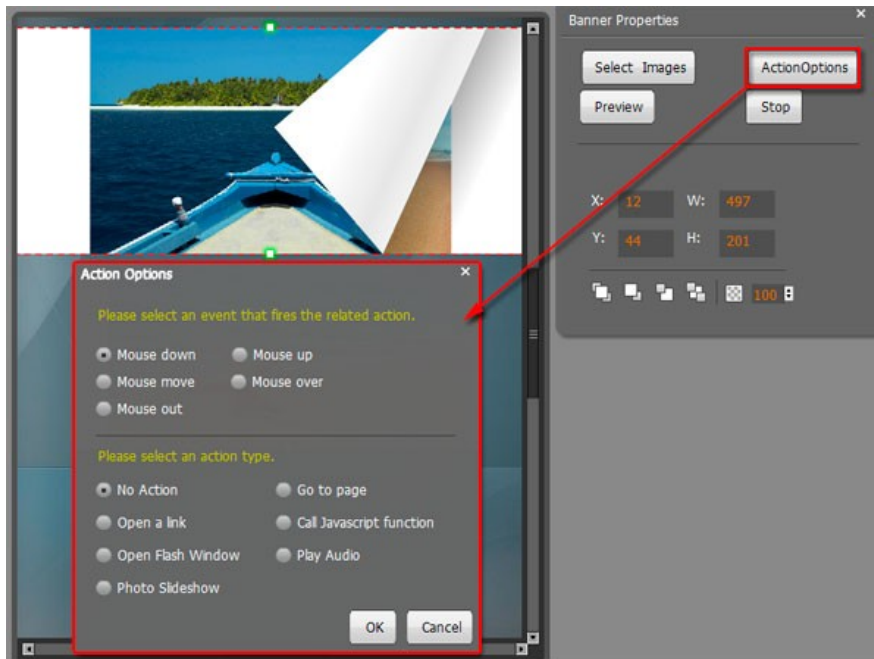 Banner Properties
Select Images
ActionOptions
Preview
Stop
X: 12 W: 497
Y: 44 H: 201
100
Action Options
Please select an event that fires the related action.
Mouse down Mouse up
Mouse move Mouse over
Mouse out
Please select an action type.
No Action Go to page
Open a link Call Javascript function
Open Flash Window Play Audio
Photo Slideshow
OK Cancel